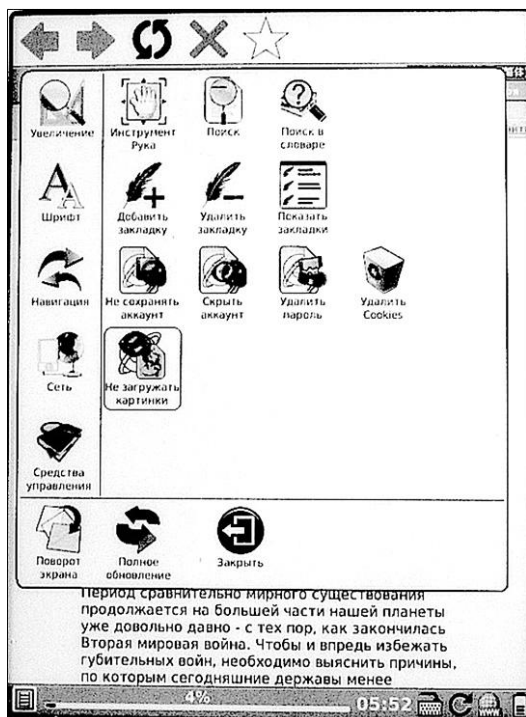 Увеличение
Инструмент
Рука
Поиск
Поиск в
словаре
Шрифт
Добавить
закладку
Удалить
закладку
Показать
закладки
Навигация
Не сохранять
аккаунт
Скрыть
аккаунт
Удалить
пароль
Удалить
Cookies
Сеть
Не загружать
картинки
Средства
управления
Поворот
экрана
Полное
обновление
Закрыть
Период сравнительно мирного существования
продолжается на большей части нашей планеты
уже довольно давно - с тех пор, как закончилась
Вторая мировая война. Чтобы и впредь избежать
губительных войн, необходимо выяснить причины,
по которым сегодняшние державы менее
4%
05:52
WWW